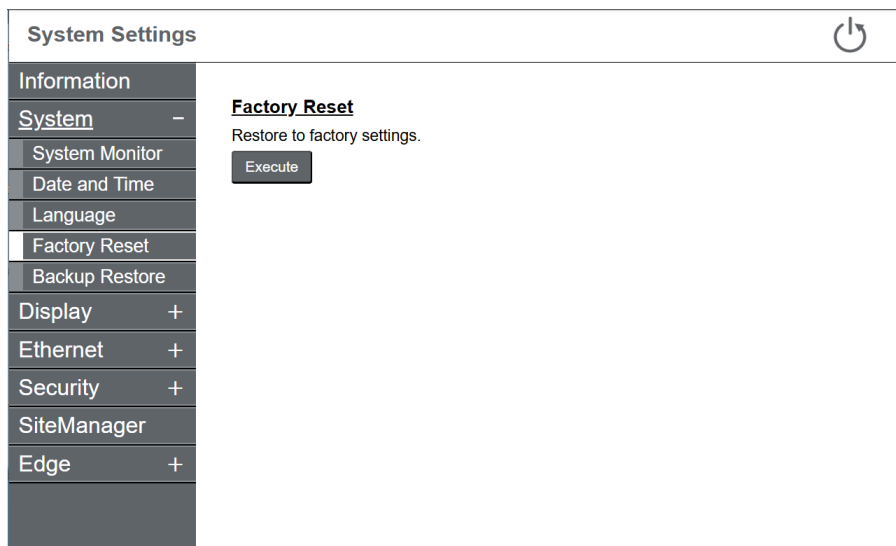 System Settings
Information
System −
System Monitor
Date and Time
Language
Factory Reset
Backup Restore
Display +
Ethernet +
Security +
SiteManager
Edge +
Factory Reset
Restore to factory settings.
Execute